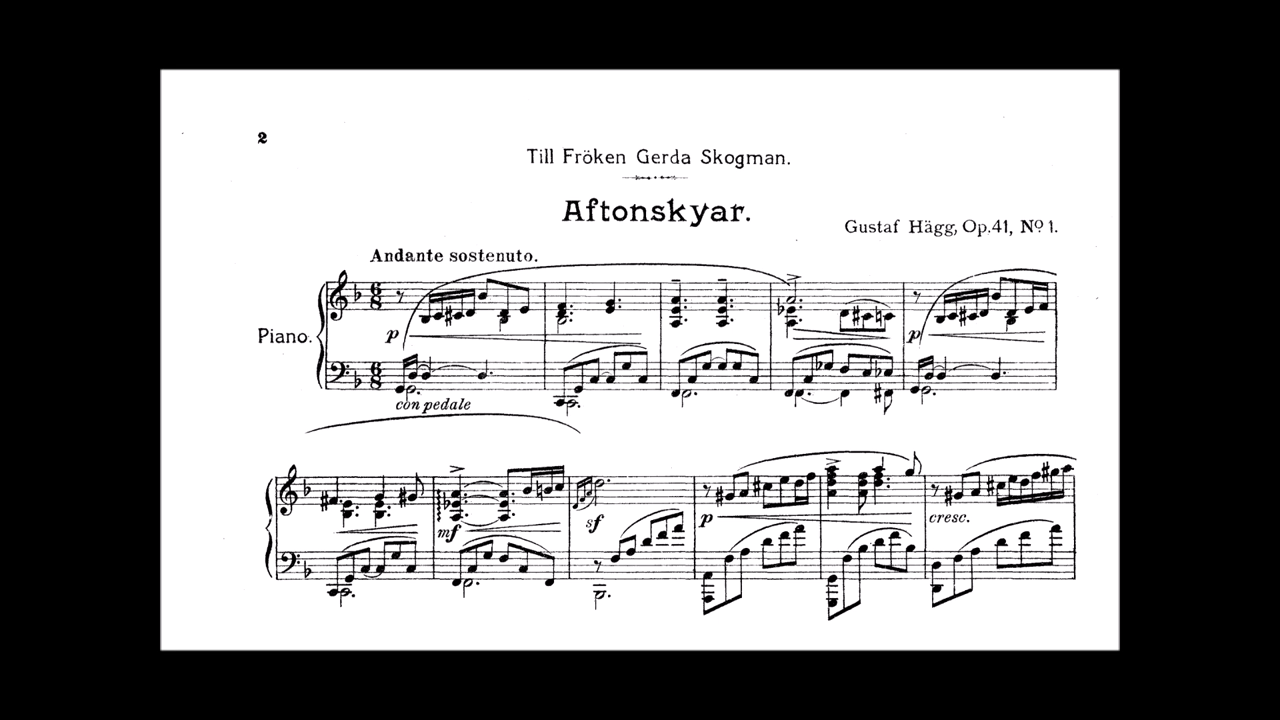 2
Till Fröken Gerda Skogman.
Aftonskyar.
Gustaf Hägg, Op.41, Nº 1.
Andante sostenuto.
Piano.
p
p
con pedale
mf
sf
p
cresc.